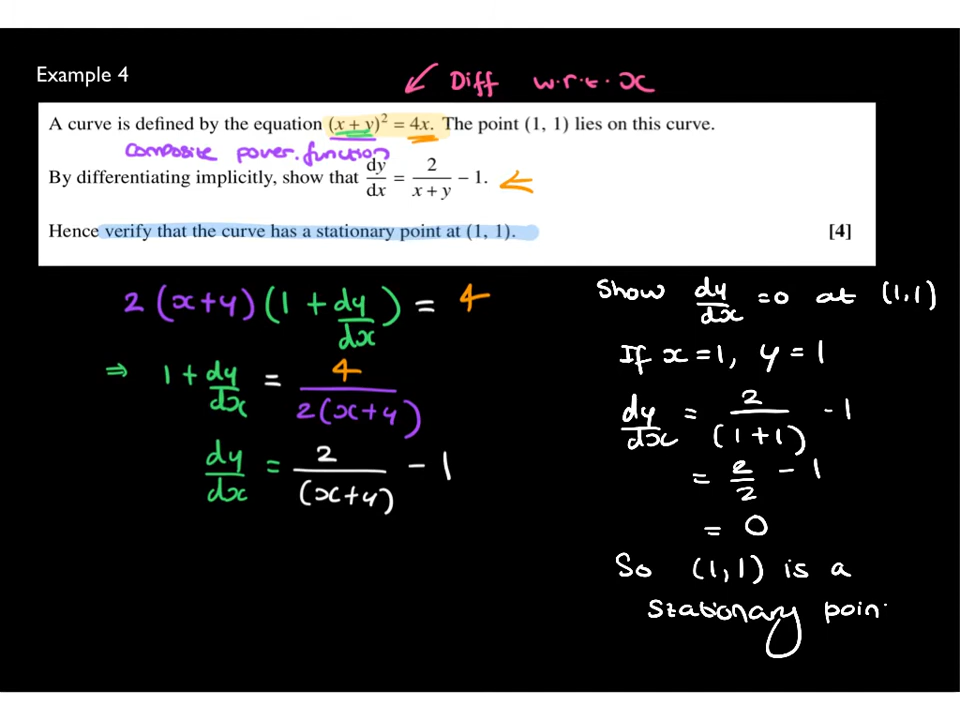 Example 4
Diff w.r.t. x
A curve is defined by the equation (x + y)² = 4x. The point (1, 1) lies on this curve.
composite power function
By differentiating implicitly, show that dy/dx = 2/(x + y) − 1.
Hence verify that the curve has a stationary point at (1, 1). [4]
2(x+y)(1 + dy/dx) = 4
⇒ 1 + dy/dx = 4/2(x+y)
dy/dx = 2/(x+y) − 1
Show dy/dx = 0 at (1,1)
If x = 1, y = 1
dy/dx = 2/(1+1) − 1
= 2/2 − 1
= 0
So (1,1) is a
stationary poin